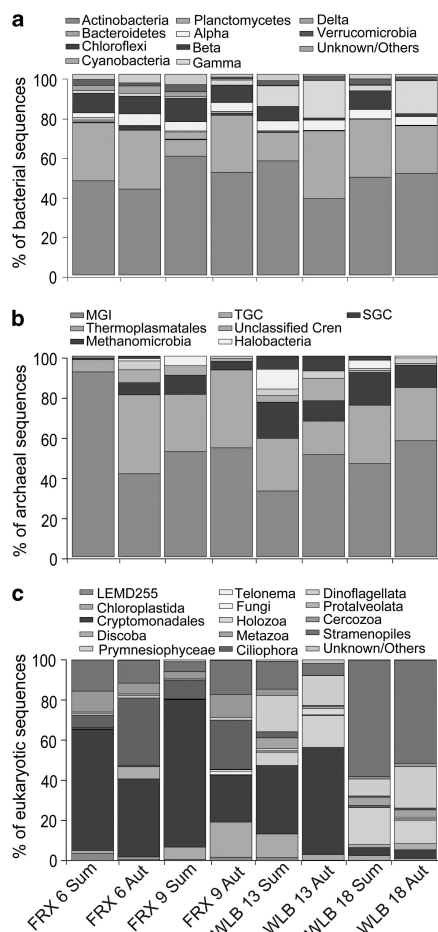 a
Actinobacteria Planctomycetes Delta
Bacteroidetes Alpha Verrucomicrobia
Chloroflexi Beta Unknown/Others
Cyanobacteria Gamma
% of bacterial sequences
100
80
60
40
20
0
b
MGI TGC SGC
Thermoplasmatales Unclassified Cren
Methanomicrobia Halobacteria
% of archaeal sequences
100
80
60
40
20
0
c
LEMD255 Telonema Dinoflagellata
Chloroplastida Fungi Protalveolata
Cryptomonadales Holozoa Cercozoa
Discoba Metazoa Stramenopiles
Prymnesiophyceae Ciliophora Unknown/Others
% of eukaryotic sequences
100
80
60
40
20
0
FRX 6 Sum
FRX 6 Aut
FRX 9 Sum
FRX 9 Aut
WLB 13 Sum
WLB 13 Aut
WLB 18 Sum
WLB 18 Aut